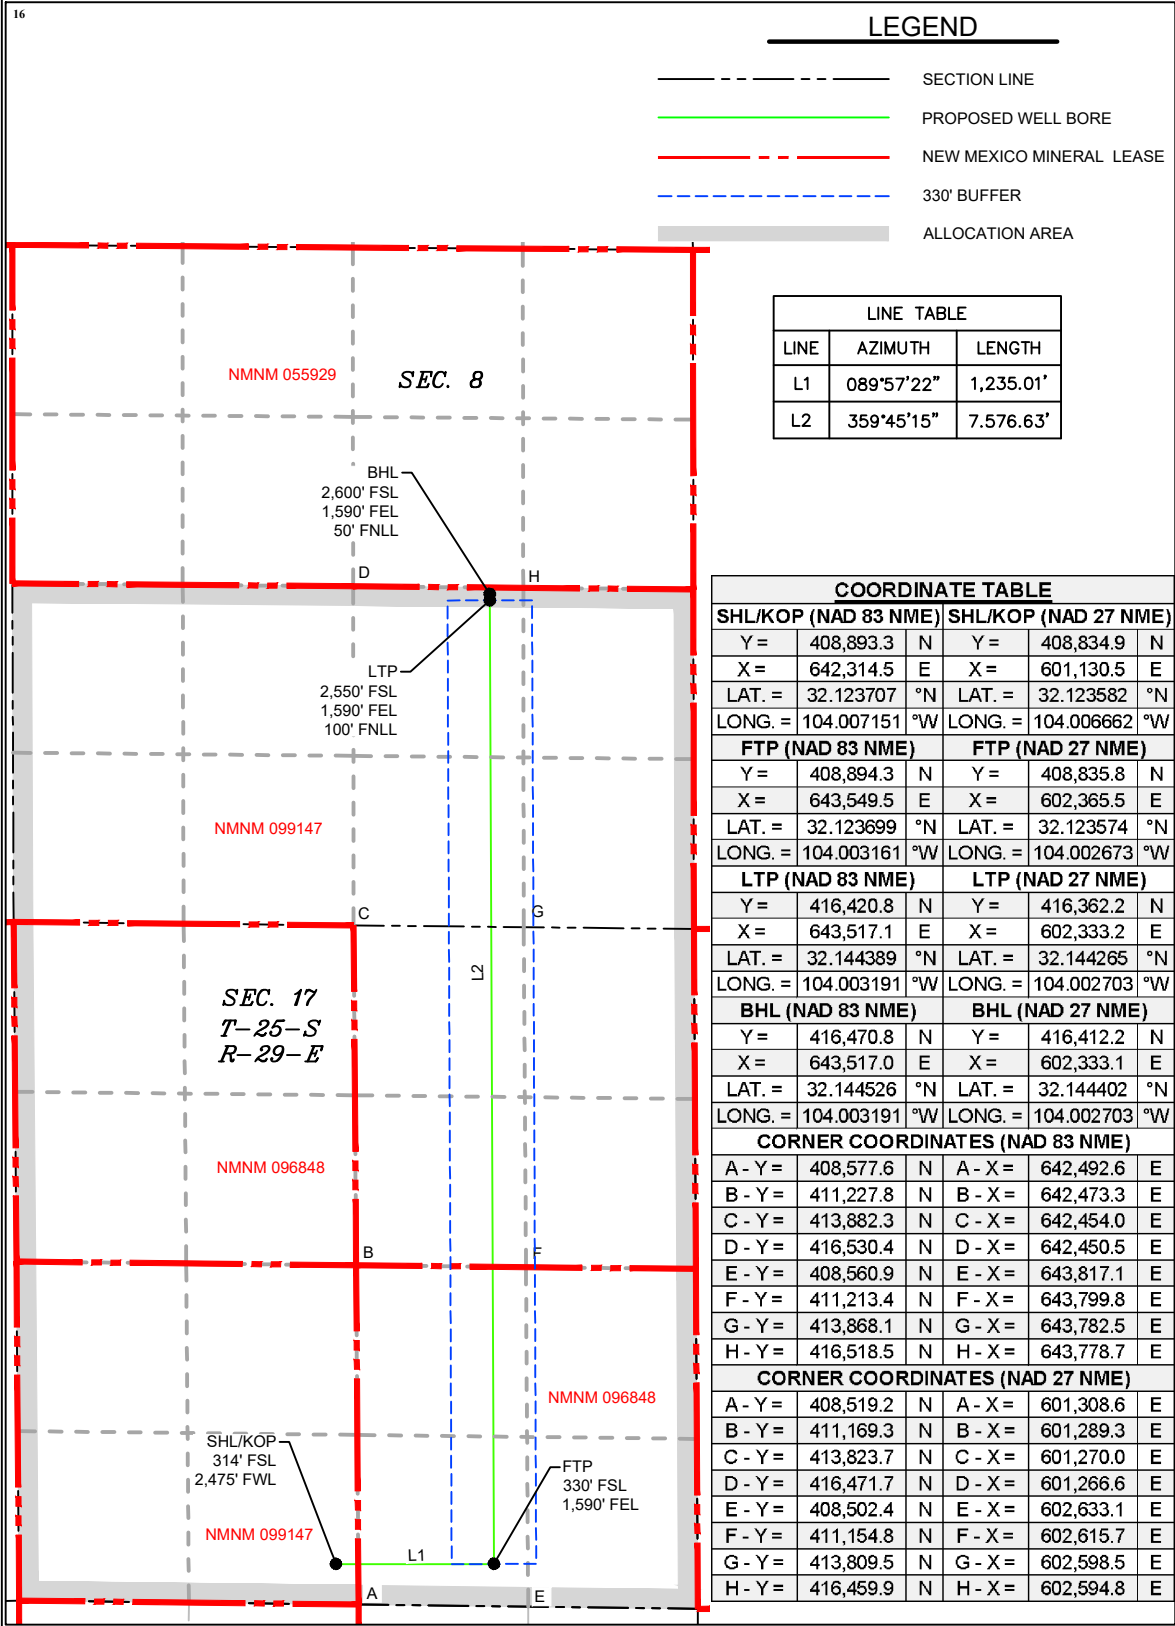 16
LEGEND
SECTION LINE
PROPOSED WELL BORE
NEW MEXICO MINERAL LEASE
330' BUFFER
ALLOCATION AREA
LINE TABLE
LINE AZIMUTH LENGTH
L1 089°57'22" 1,235.01'
L2 359°45'15" 7.576.63'
NMNM 055929
SEC. 8
BHL
2,600' FSL
1,590' FEL
50' FNLL
D
H
LTP
2,550' FSL
1,590' FEL
100' FNLL
NMNM 099147
C
G
L2
SEC. 17
T-25-S
R-29-E
NMNM 096848
B
F
NMNM 096848
SHL/KOP
314' FSL
2,475' FWL
FTP
330' FSL
1,590' FEL
NMNM 099147
L1
A
E
COORDINATE TABLE
SHL/KOP (NAD 83 NME) SHL/KOP (NAD 27 NME)
Y = 408,893.3 N Y = 408,834.9 N
X = 642,314.5 E X = 601,130.5 E
LAT. = 32.123707 °N LAT. = 32.123582 °N
LONG. = 104.007151 °W LONG. = 104.006662 °W
FTP (NAD 83 NME) FTP (NAD 27 NME)
Y = 408,894.3 N Y = 408,835.8 N
X = 643,549.5 E X = 602,365.5 E
LAT. = 32.123699 °N LAT. = 32.123574 °N
LONG. = 104.003161 °W LONG. = 104.002673 °W
LTP (NAD 83 NME) LTP (NAD 27 NME)
Y = 416,420.8 N Y = 416,362.2 N
X = 643,517.1 E X = 602,333.2 E
LAT. = 32.144389 °N LAT. = 32.144265 °N
LONG. = 104.003191 °W LONG. = 104.002703 °W
BHL (NAD 83 NME) BHL (NAD 27 NME)
Y = 416,470.8 N Y = 416,412.2 N
X = 643,517.0 E X = 602,333.1 E
LAT. = 32.144526 °N LAT. = 32.144402 °N
LONG. = 104.003191 °W LONG. = 104.002703 °W
CORNER COORDINATES (NAD 83 NME)
A - Y = 408,577.6 N A - X = 642,492.6 E
B - Y = 411,227.8 N B - X = 642,473.3 E
C - Y = 413,882.3 N C - X = 642,454.0 E
D - Y = 416,530.4 N D - X = 642,450.5 E
E - Y = 408,560.9 N E - X = 643,817.1 E
F - Y = 411,213.4 N F - X = 643,799.8 E
G - Y = 413,868.1 N G - X = 643,782.5 E
H - Y = 416,518.5 N H - X = 643,778.7 E
CORNER COORDINATES (NAD 27 NME)
A - Y = 408,519.2 N A - X = 601,308.6 E
B - Y = 411,169.3 N B - X = 601,289.3 E
C - Y = 413,823.7 N C - X = 601,270.0 E
D - Y = 416,471.7 N D - X = 601,266.6 E
E - Y = 408,502.4 N E - X = 602,633.1 E
F - Y = 411,154.8 N F - X = 602,615.7 E
G - Y = 413,809.5 N G - X = 602,598.5 E
H - Y = 416,459.9 N H - X = 602,594.8 E